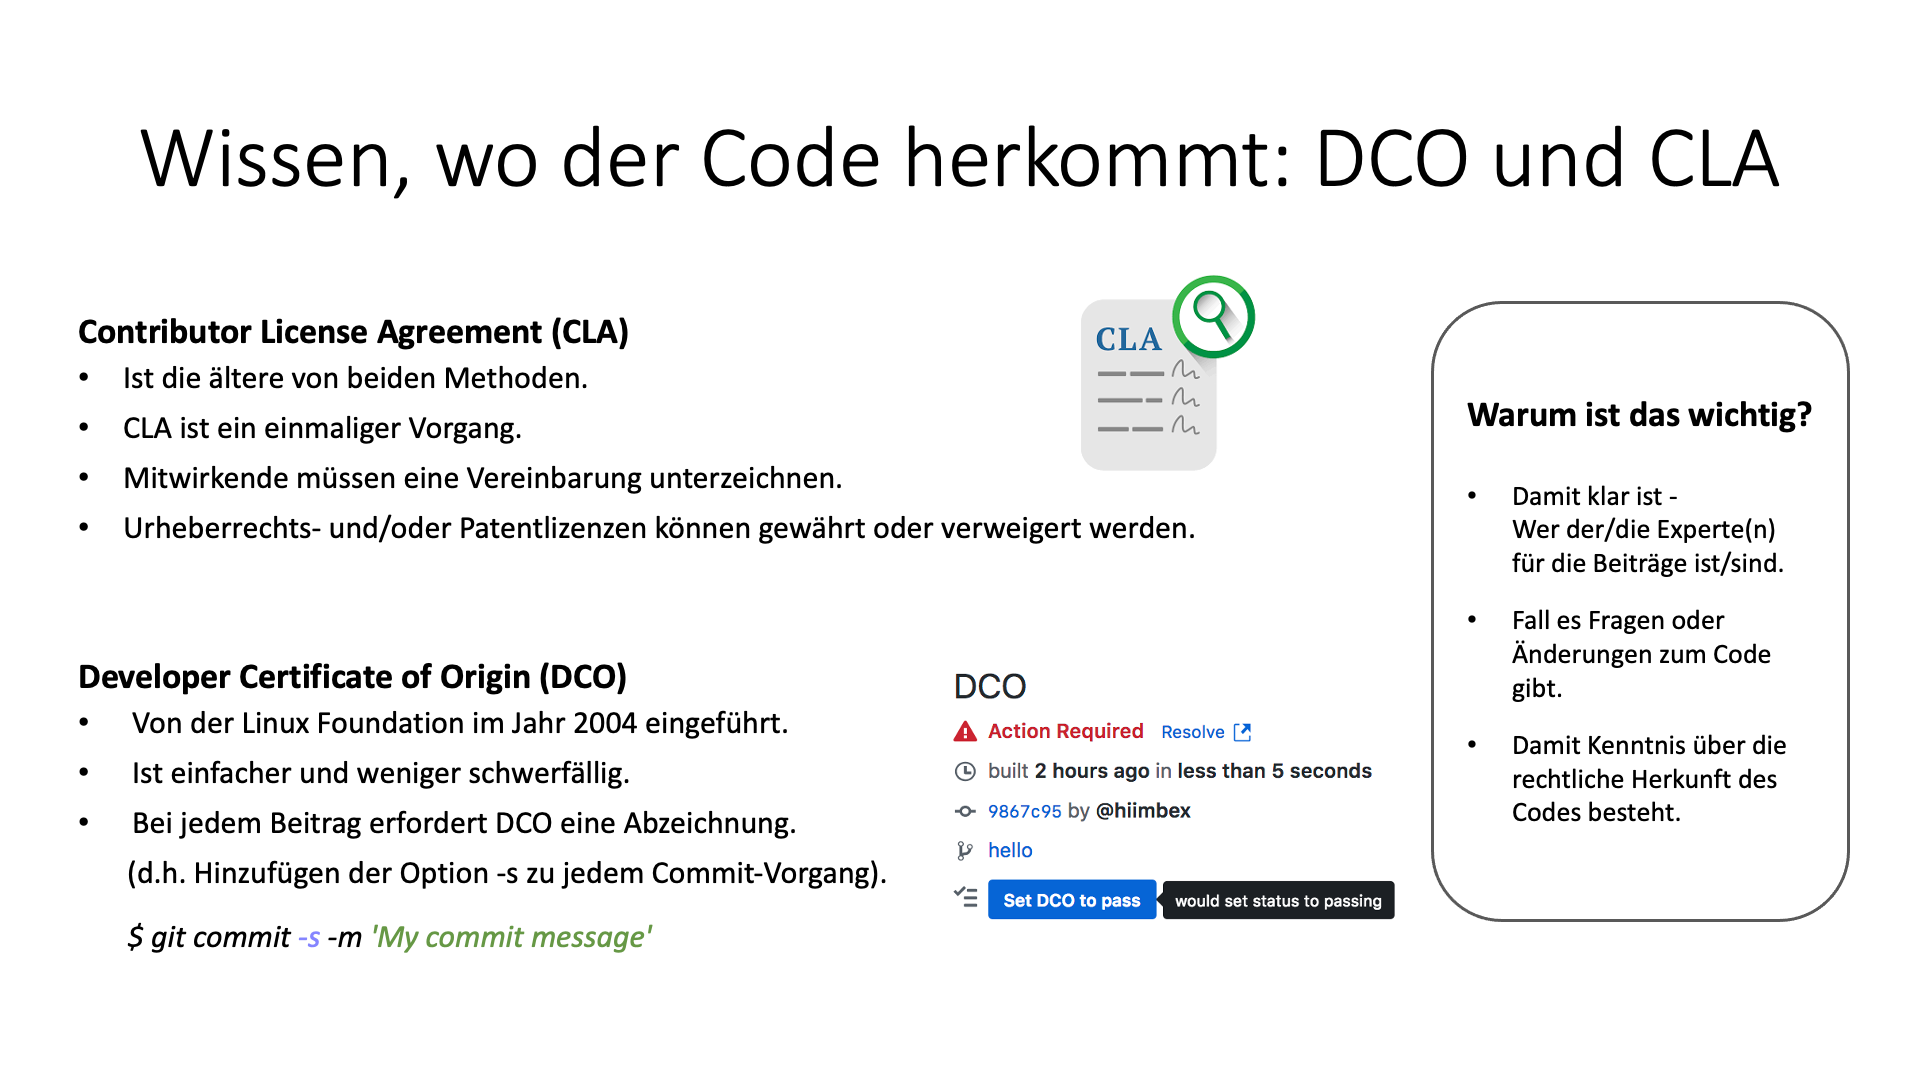 Wissen, wo der Code herkommt: DCO und CLA
Contributor License Agreement (CLA)
• Ist die ältere von beiden Methoden.
• CLA ist ein einmaliger Vorgang.
• Mitwirkende müssen eine Vereinbarung unterzeichnen.
• Urheberrechts- und/oder Patentlizenzen können gewährt oder verweigert werden.
CLA
Developer Certificate of Origin (DCO)
• Von der Linux Foundation im Jahr 2004 eingeführt.
• Ist einfacher und weniger schwerfällig.
• Bei jedem Beitrag erfordert DCO eine Abzeichnung.
(d.h. Hinzufügen der Option -s zu jedem Commit-Vorgang).
$ git commit -s -m 'My commit message'
DCO
Action Required Resolve
built 2 hours ago in less than 5 seconds
9867c95 by @hiimbex
hello
Set DCO to pass would set status to passing
Warum ist das wichtig?
• Damit klar ist -
Wer der/die Experte(n)
für die Beiträge ist/sind.
• Fall es Fragen oder
Änderungen zum Code
gibt.
• Damit Kenntnis über die
rechtliche Herkunft des
Codes besteht.